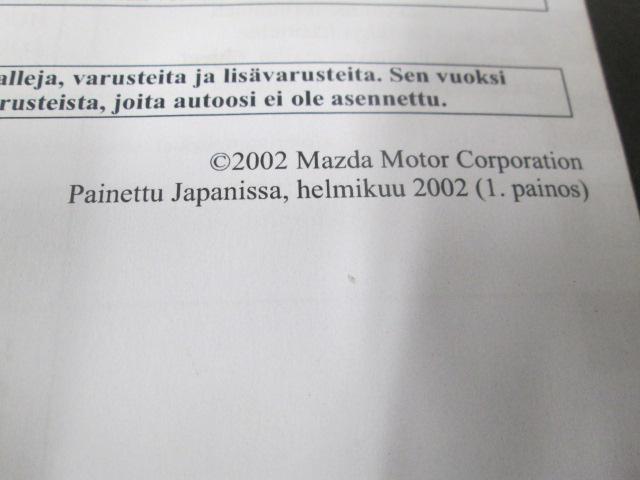 alleja, varusteita ja lisävarusteita. Sen vuoksi
rusteista, joita autoosi ei ole asennettu.
©2002 Mazda Motor Corporation
Painettu Japanissa, helmikuu 2002 (1. painos)